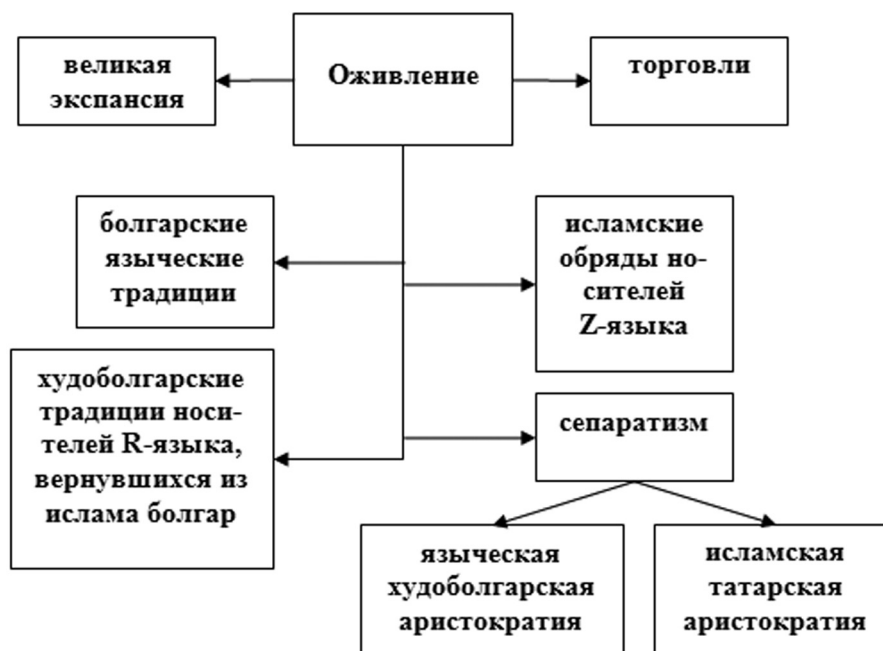 великая
экспансия
Оживление
торговли
болгарские
языческие
традиции
исламские
обряды но-
сителей
Z-языка
худоболгарские
традиции носи-
телей R-языка,
вернувшихся из
ислама болгар
сепаратизм
языческая
худоболгарская
аристократия
исламская
татарская
аристократия